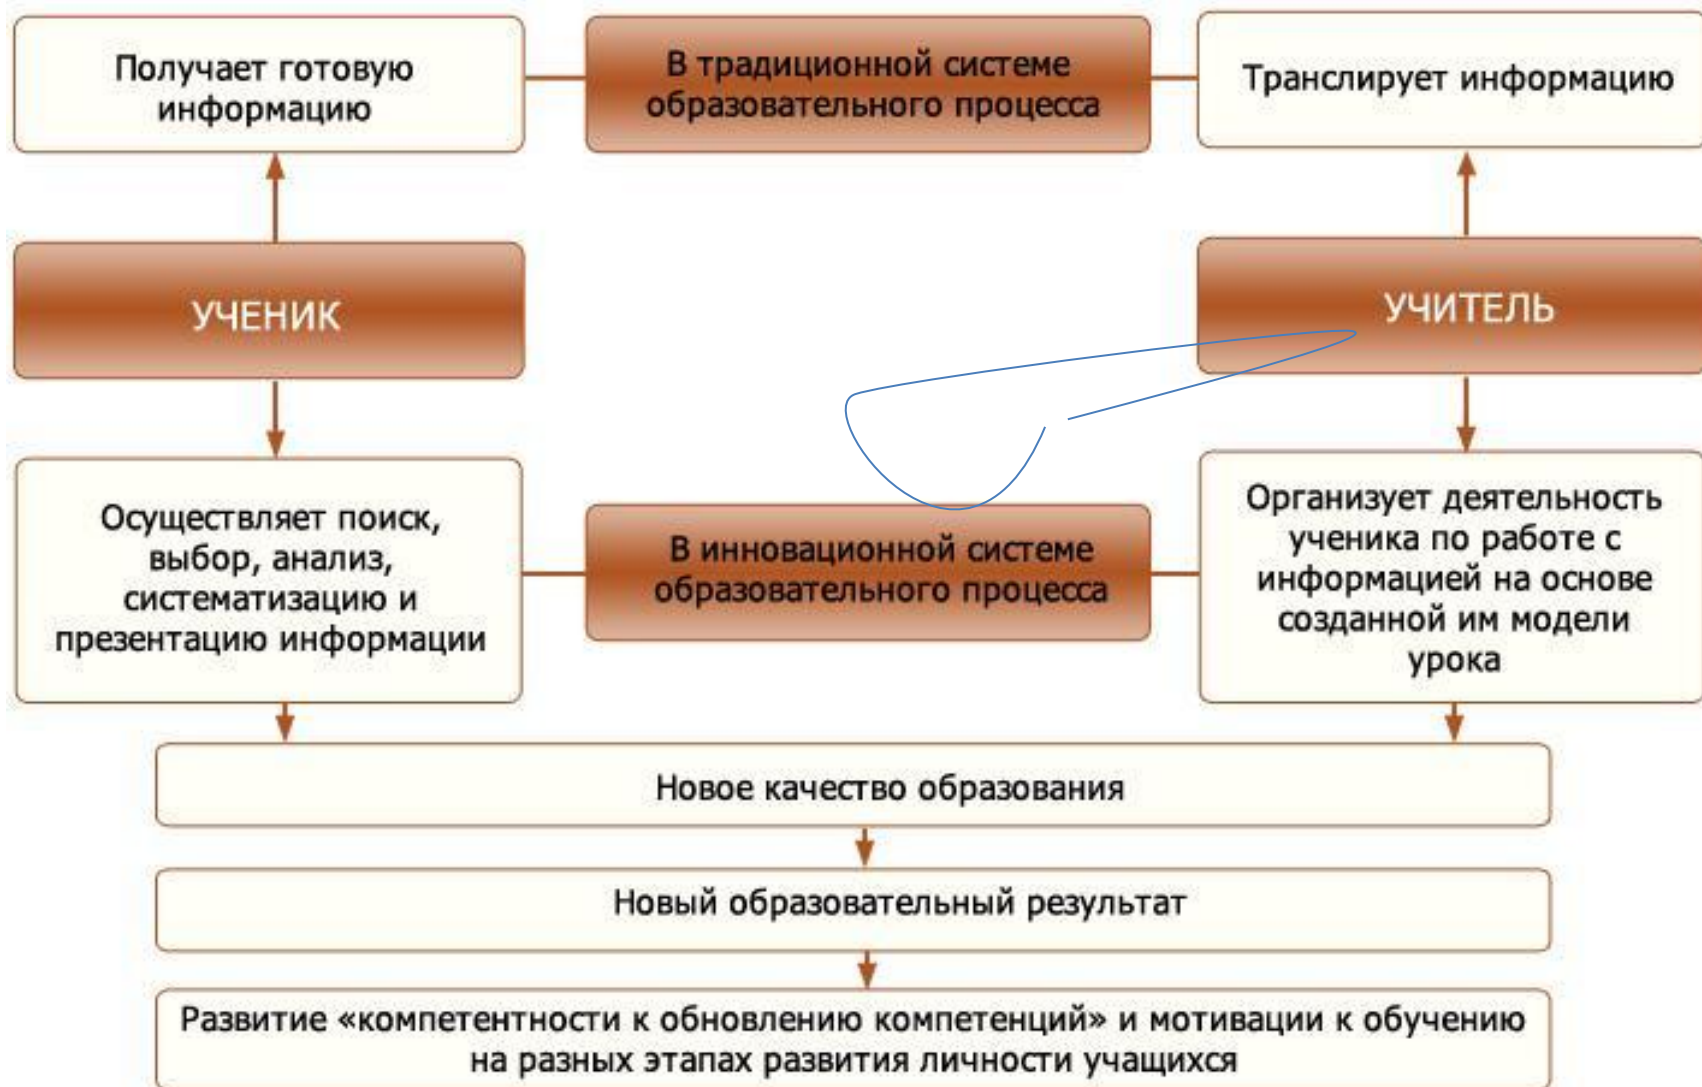 Получает готовую
информацию
В традиционной системе
образовательного процесса
Транслирует информацию
УЧЕНИК
УЧИТЕЛЬ
Осуществляет поиск,
выбор, анализ,
систематизацию и
презентацию информации
В инновационной системе
образовательного процесса
Организует деятельность
ученика по работе с
информацией на основе
созданной им модели
урока
Новое качество образования
Новый образовательный результат
Развитие «компетентности к обновлению компетенций» и мотивации к обучению
на разных этапах развития личности учащихся